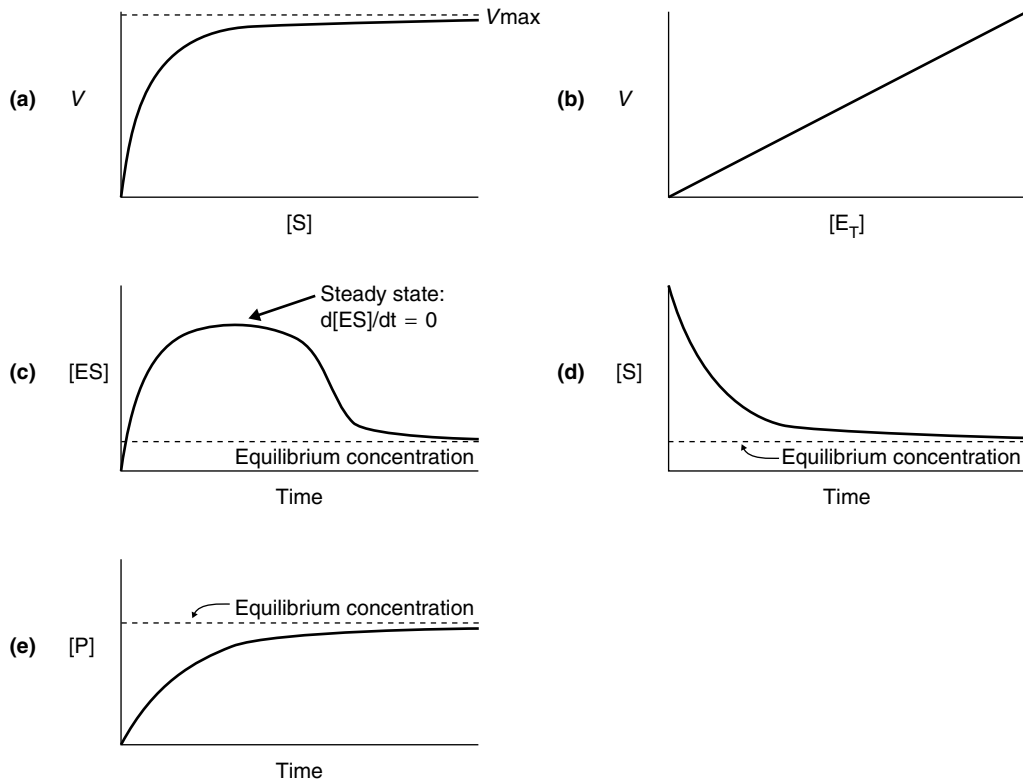 (a) V
Vmax
[S]
(b) V
[E_T]
(c) [ES]
Steady state:
d[ES]/dt = 0
Equilibrium concentration
Time
(d) [S]
Equilibrium concentration
Time
(e) [P]
Equilibrium concentration
Time